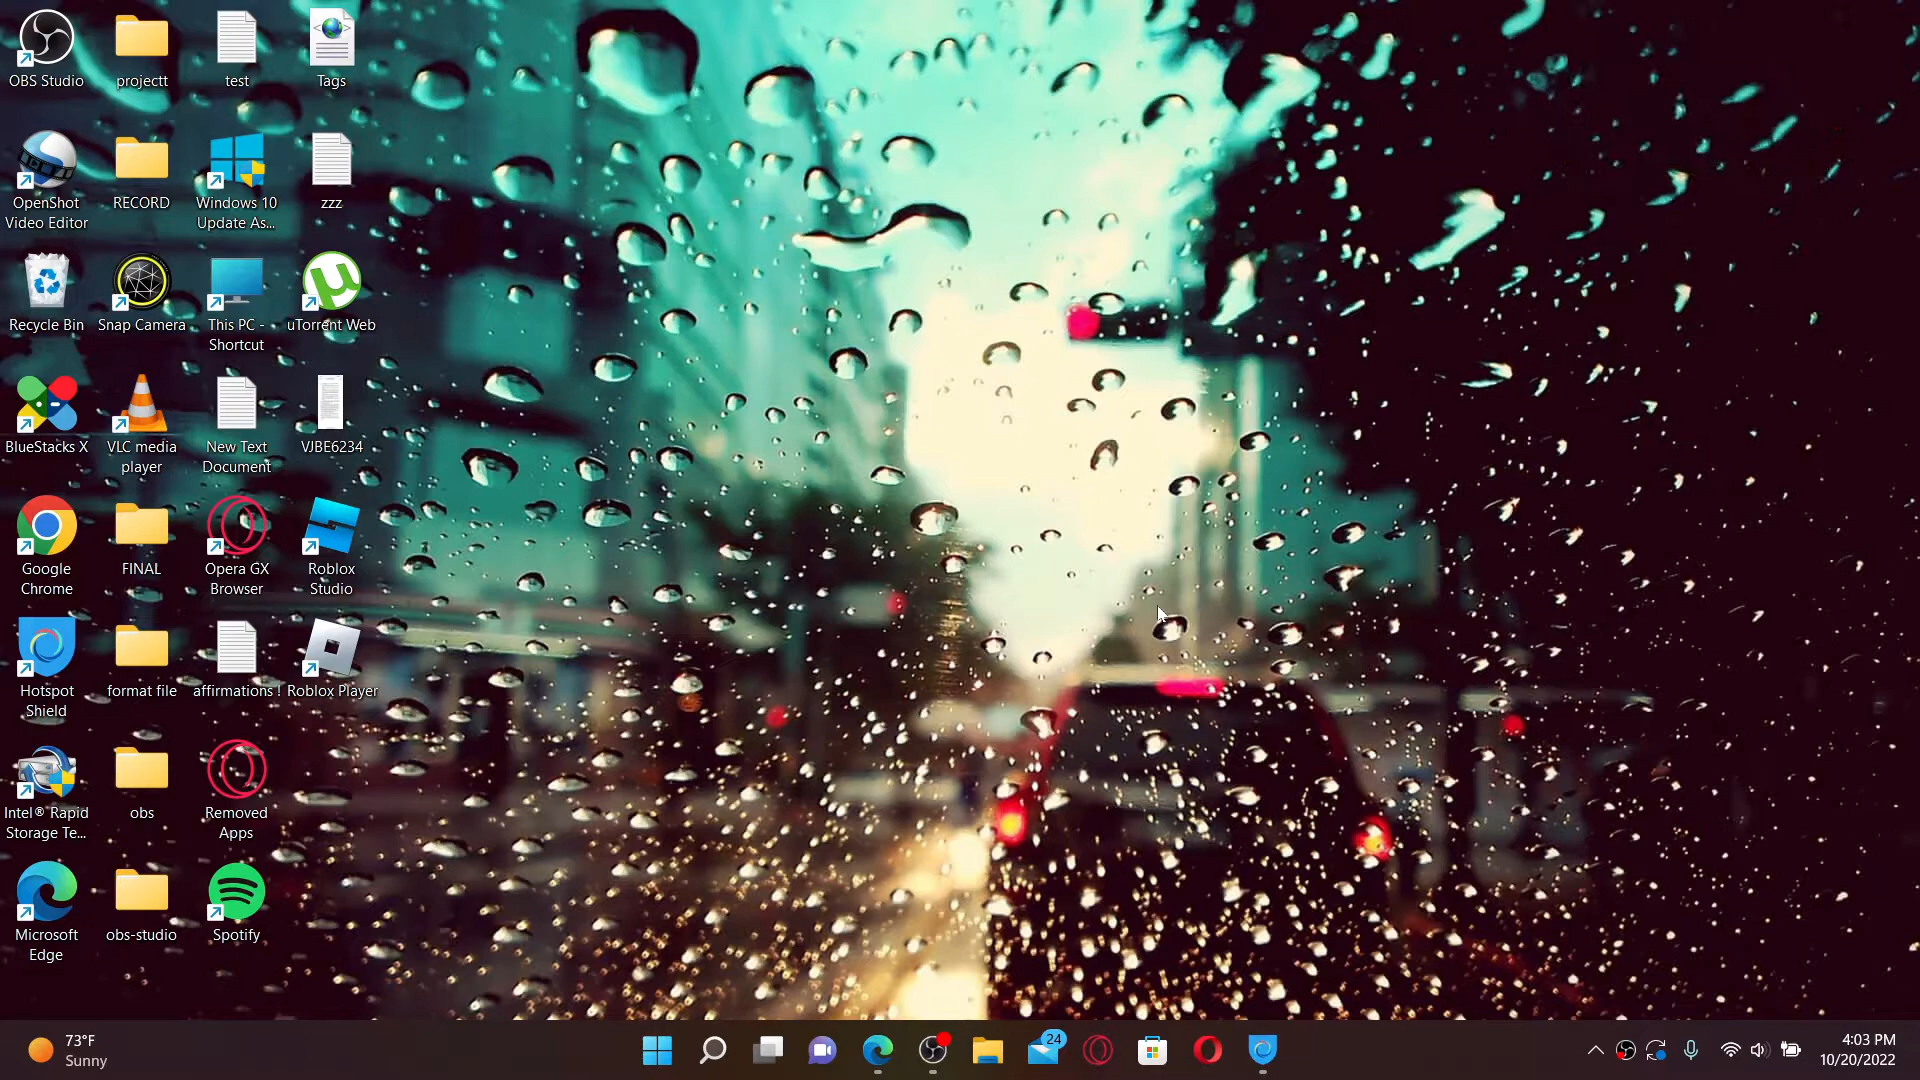 OBS Studio
projectt
test
Tags
OpenShot
Video Editor
RECORD
Windows 10
Update As...
zzz
Recycle Bin
Snap Camera
This PC -
Shortcut
uTorrent Web
BlueStacks X
VLC media
player
New Text
Document
VJBE6234
Google
Chrome
FINAL
Opera GX
Browser
Roblox
Studio
Hotspot
Shield
format file
affirmations !
Roblox Player
Intel® Rapid
Storage Te...
obs
Removed
Apps
Microsoft
Edge
obs-studio
Spotify
73°F
Sunny
24
4:03 PM
10/20/2022